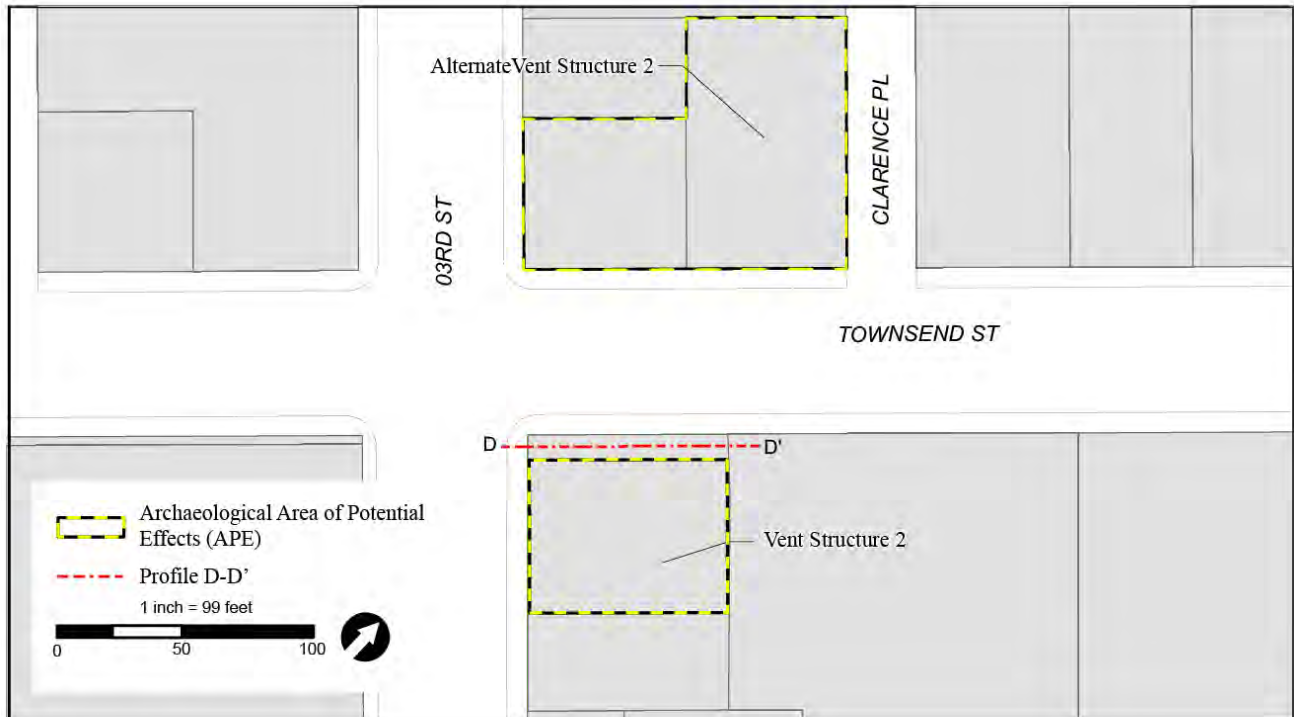 AlternateVent Structure 2
03RD ST
CLARENCE PL
TOWNSEND ST
D
D'
Vent Structure 2
Archaeological Area of Potential
Effects (APE)
Profile D-D’
1 inch = 99 feet
0 50 100